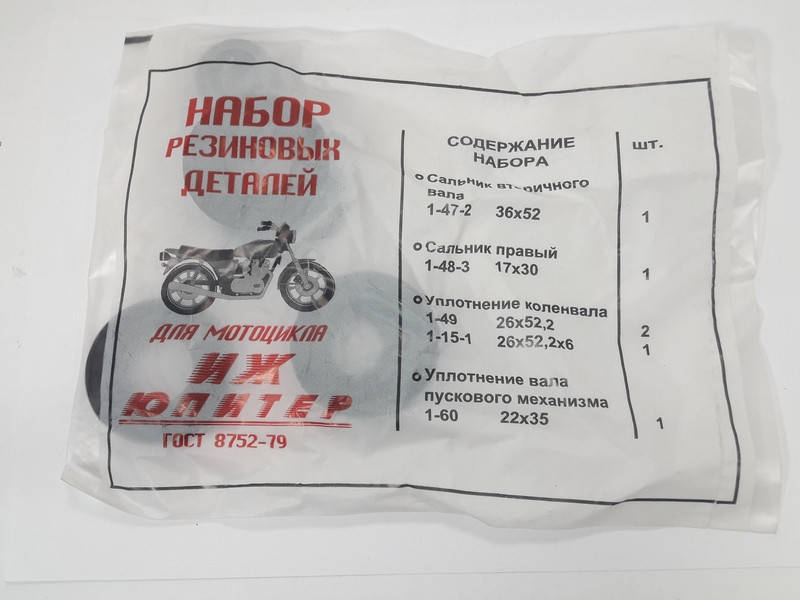 НАБОР
РЕЗИНОВЫХ
ДЕТАЛЕЙ
ДЛЯ МОТОЦИКЛА
ИЖ
ЮПИТЕР
ГОСТ 8752-79
СОДЕРЖАНИЕ НАБОРА шт.
Сальник вторичного
вала
1-47-2 36х52 1
Сальник правый
1-48-3 17х30 1
Уплотнение коленвала
1-49 26х52,2 2
1-15-1 26х52,2х6 1
Уплотнение вала
пускового механизма
1-60 22х35 1